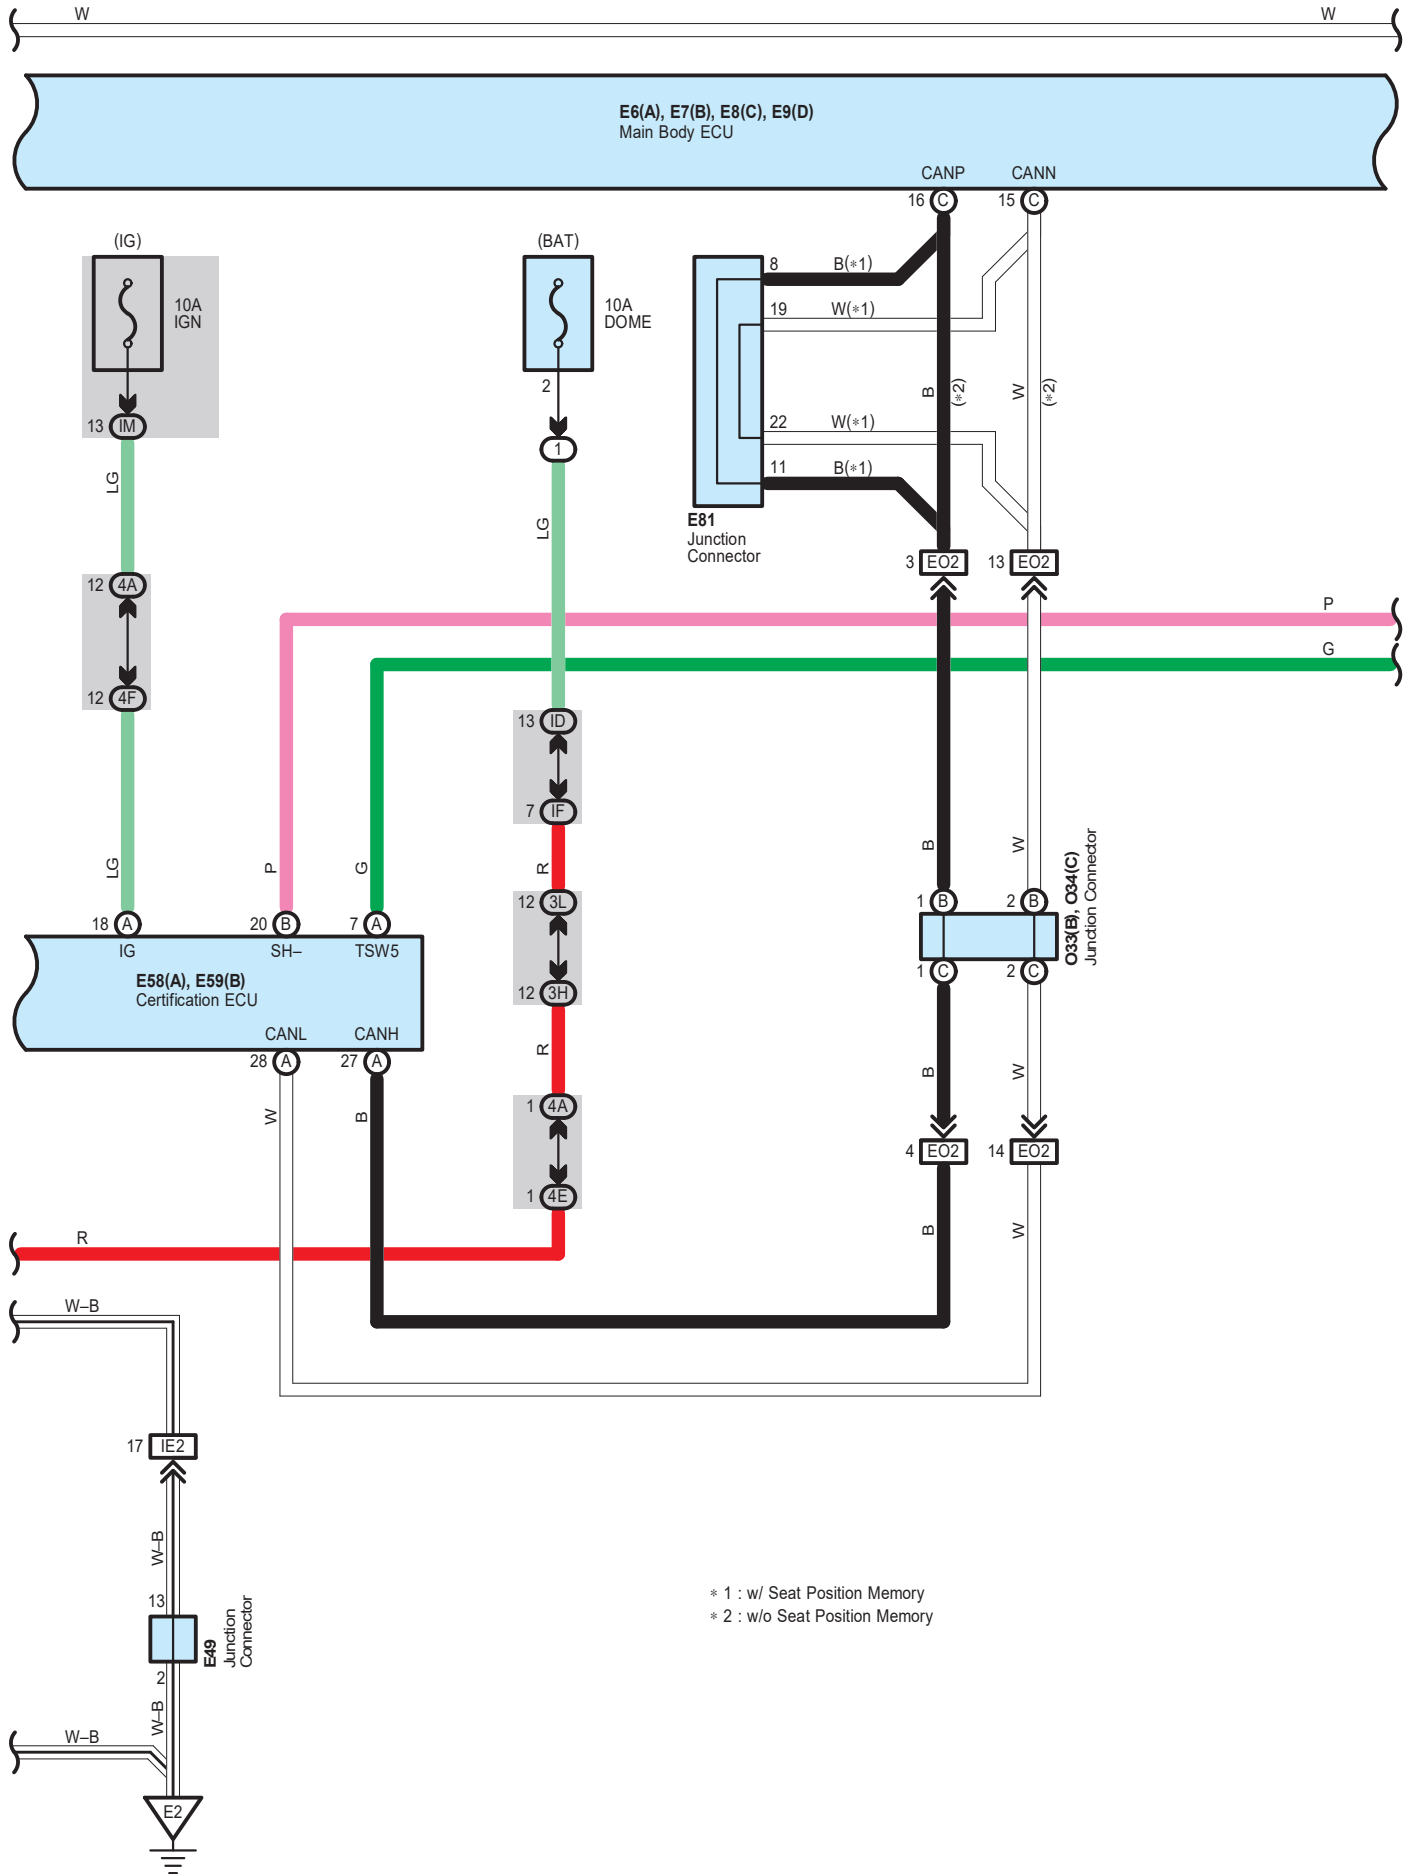 W
W
E6(A), E7(B), E8(C), E9(D)
Main Body ECU
CANP
CANN
16 C
15 C
(IG)
10A
IGN
13 IM
LG
12 4A
12 4F
LG
18 A
IG
(BAT)
10A
DOME
2
1
LG
13 ID
7 IF
R
12 3L
12 3H
R
1 4A
1 4E
R
8
B(*1)
19
W(*1)
22
W(*1)
11
B(*1)
E81
Junction
Connector
B
(*2)
W
(*2)
3 EO2
13 EO2
P
G
P
G
20 B
SH–
7 A
TSW5
E58(A), E59(B)
Certification ECU
CANL
CANH
28 A
27 A
W
B
B
W
1 B
2 B
O33(B), O34(C)
Junction Connector
1 C
2 C
B
W
4 EO2
14 EO2
B
W
W–B
17 IE2
W–B
13
E49
Junction
Connector
2
W–B
W–B
E2
* 1 : w/ Seat Position Memory
* 2 : w/o Seat Position Memory